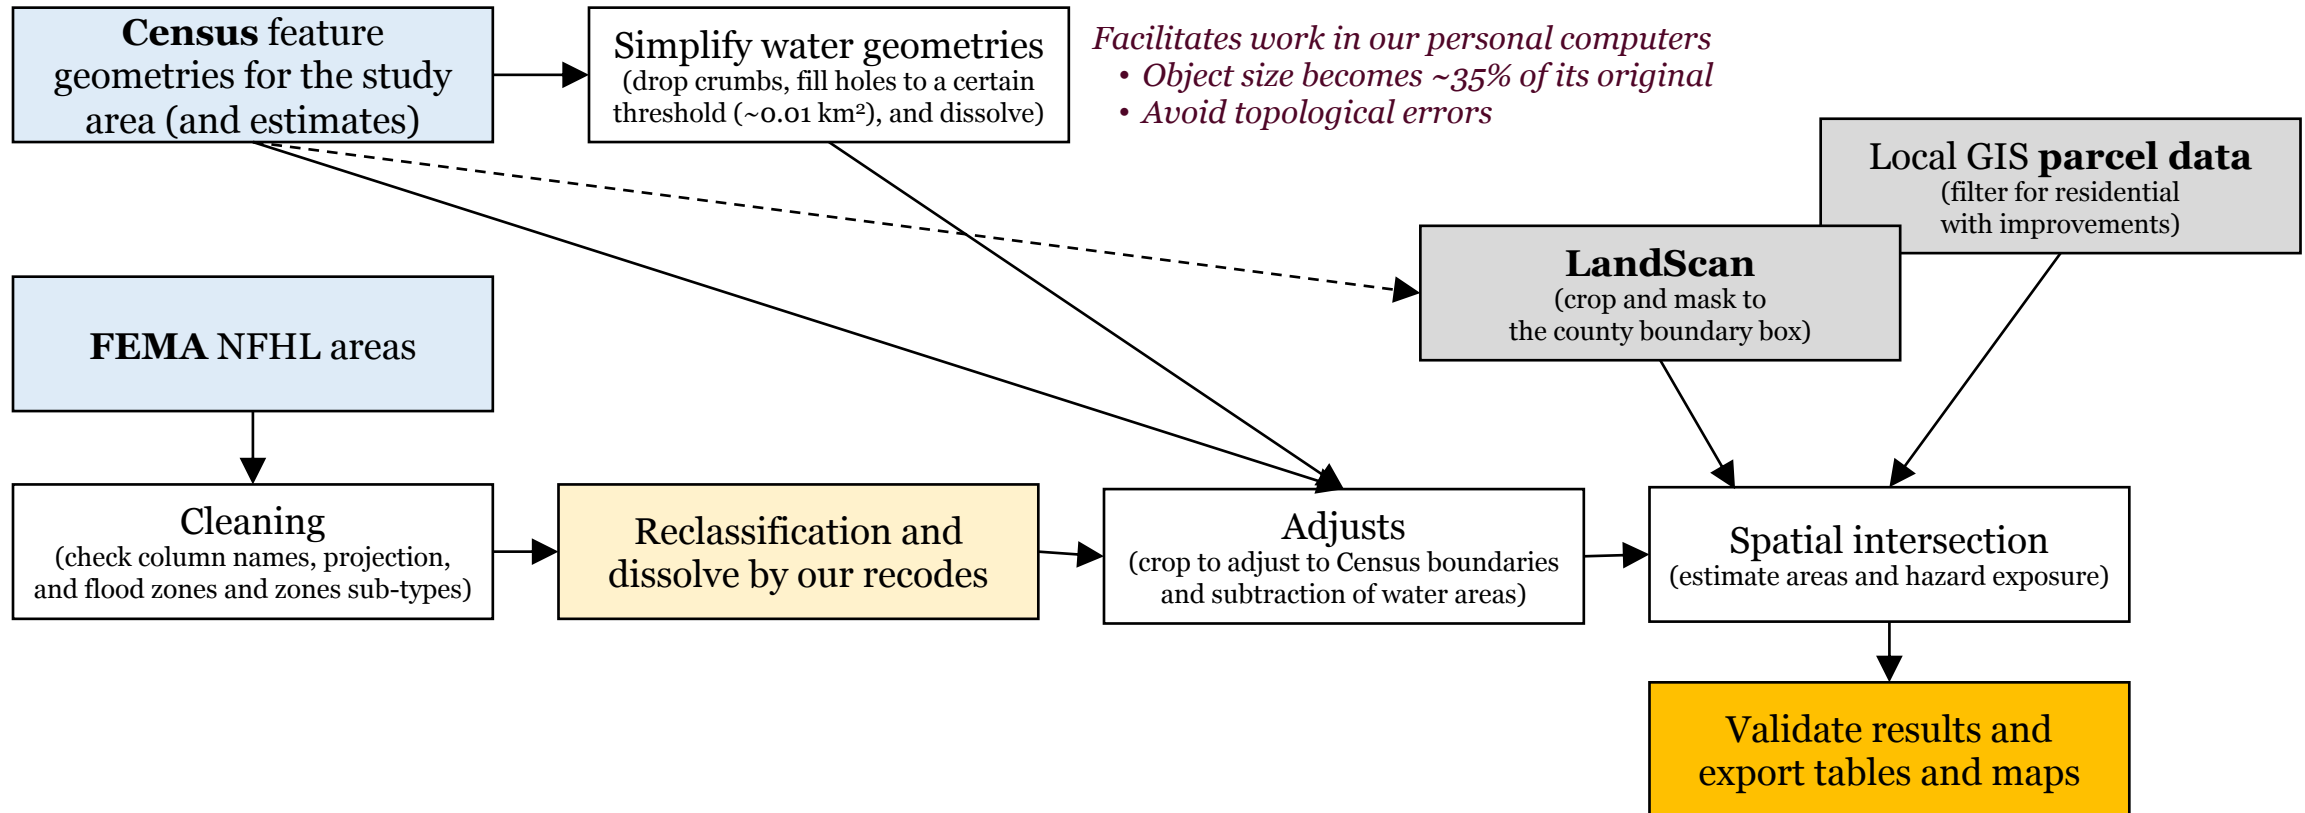 Census feature
geometries for the study
area (and estimates)
Simplify water geometries
(drop crumbs, fill holes to a certain
threshold (~0.01 km²), and dissolve)
Facilitates work in our personal computers
• Object size becomes ~35% of its original
• Avoid topological errors
Local GIS parcel data
(filter for residential
with improvements)
LandScan
(crop and mask to
the county boundary box)
FEMA NFHL areas
Cleaning
(check column names, projection,
and flood zones and zones sub-types)
Reclassification and
dissolve by our recodes
Adjusts
(crop to adjust to Census boundaries
and subtraction of water areas)
Spatial intersection
(estimate areas and hazard exposure)
Validate results and
export tables and maps